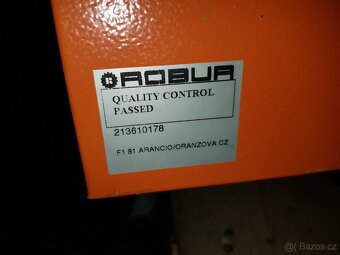 ROBUR
QUALITY CONTROL
PASSED
213610178
F1 81 ARANCIO/ORANZOVA CZ
Bazos.cz